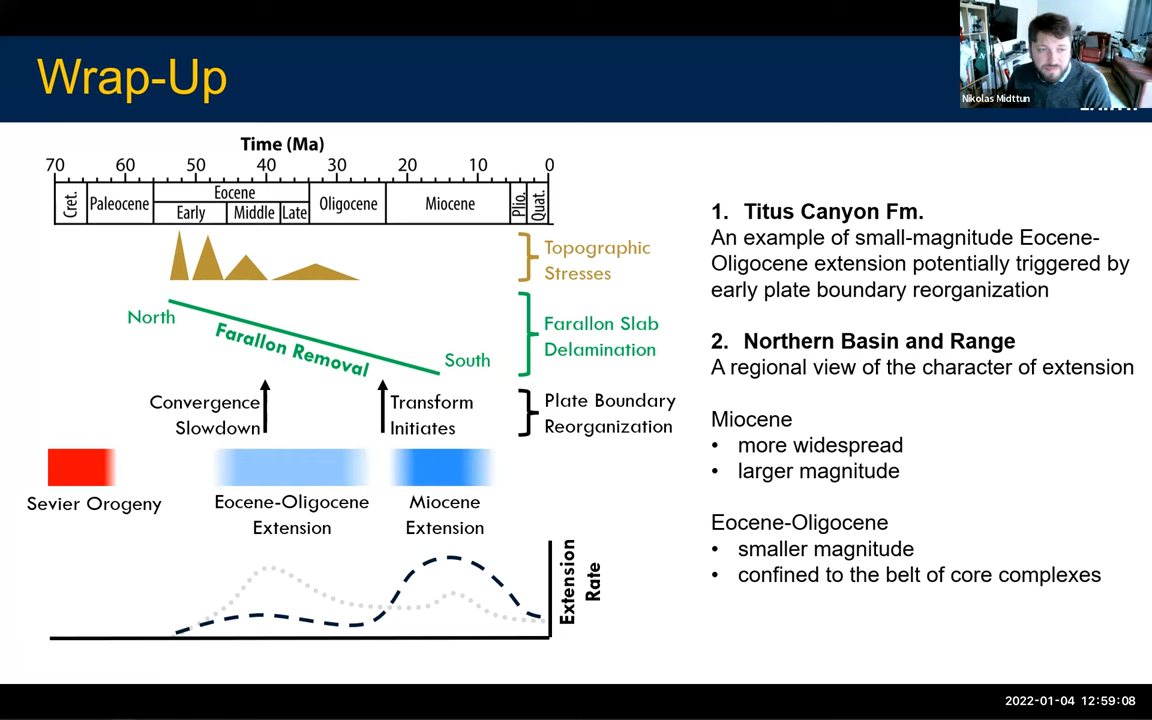 Wrap-Up
Nikolas Midttun
Time (Ma)
70 60 50 40 30 20 10 0
Cret.
Paleocene
Eocene
Early
Middle
Late
Oligocene
Miocene
Plio.
Quat.
Topographic
Stresses
North
Farallon Removal
South
Farallon Slab
Delamination
Convergence
Slowdown
Transform
Initiates
Plate Boundary
Reorganization
Sevier Orogeny
Eocene-Oligocene
Extension
Miocene
Extension
Extension
Rate
1. Titus Canyon Fm.
An example of small-magnitude Eocene-
Oligocene extension potentially triggered by
early plate boundary reorganization
2. Northern Basin and Range
A regional view of the character of extension
Miocene
• more widespread
• larger magnitude
Eocene-Oligocene
• smaller magnitude
• confined to the belt of core complexes
2022-01-04 12:59:08